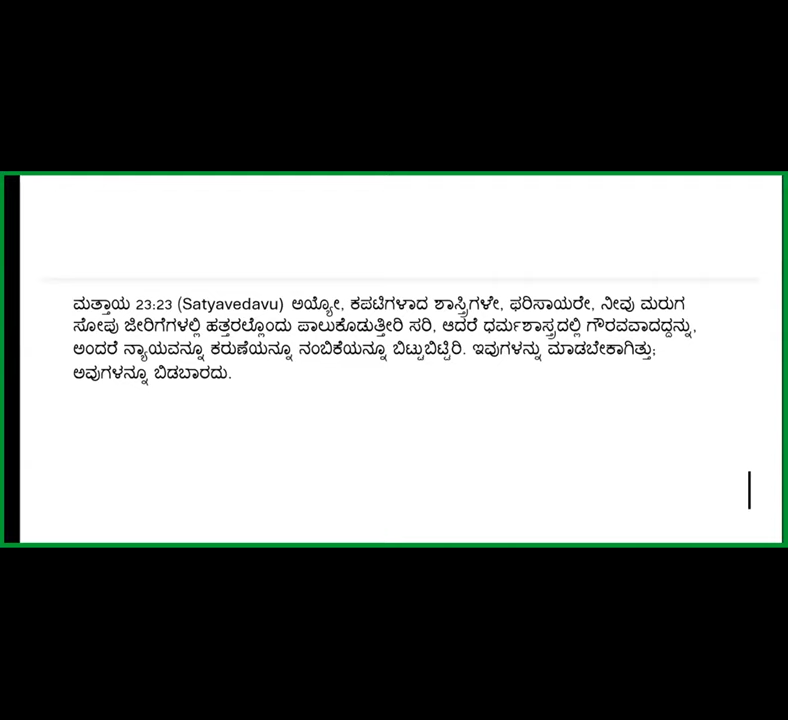 ಮತ್ತಾಯ 23:23 (Satyavedavu) ಅಯ್ಯೋ, ಕಪಟಿಗಳಾದ ಶಾಸ್ತ್ರಿಗಳೇ, ಫರಿಸಾಯರೇ, ನೀವು ಮರುಗ
ಸೋಪು ಜೀರಿಗೆಗಳಲ್ಲಿ ಹತ್ತರಲ್ಲೊಂದು ಪಾಲುಕೊಡುತ್ತೀರಿ ಸರಿ, ಆದರೆ ಧರ್ಮಶಾಸ್ತ್ರದಲ್ಲಿ ಗೌರವವಾದದ್ದನ್ನು,
ಅಂದರೆ ನ್ಯಾಯವನ್ನೂ ಕರುಣೆಯನ್ನೂ ನಂಬಿಕೆಯನ್ನೂ ಬಿಟ್ಟುಬಿಟ್ಟಿರಿ. ಇವುಗಳನ್ನು ಮಾಡಬೇಕಾಗಿತ್ತು;
ಅವುಗಳನ್ನೂ ಬಿಡಬಾರದು.